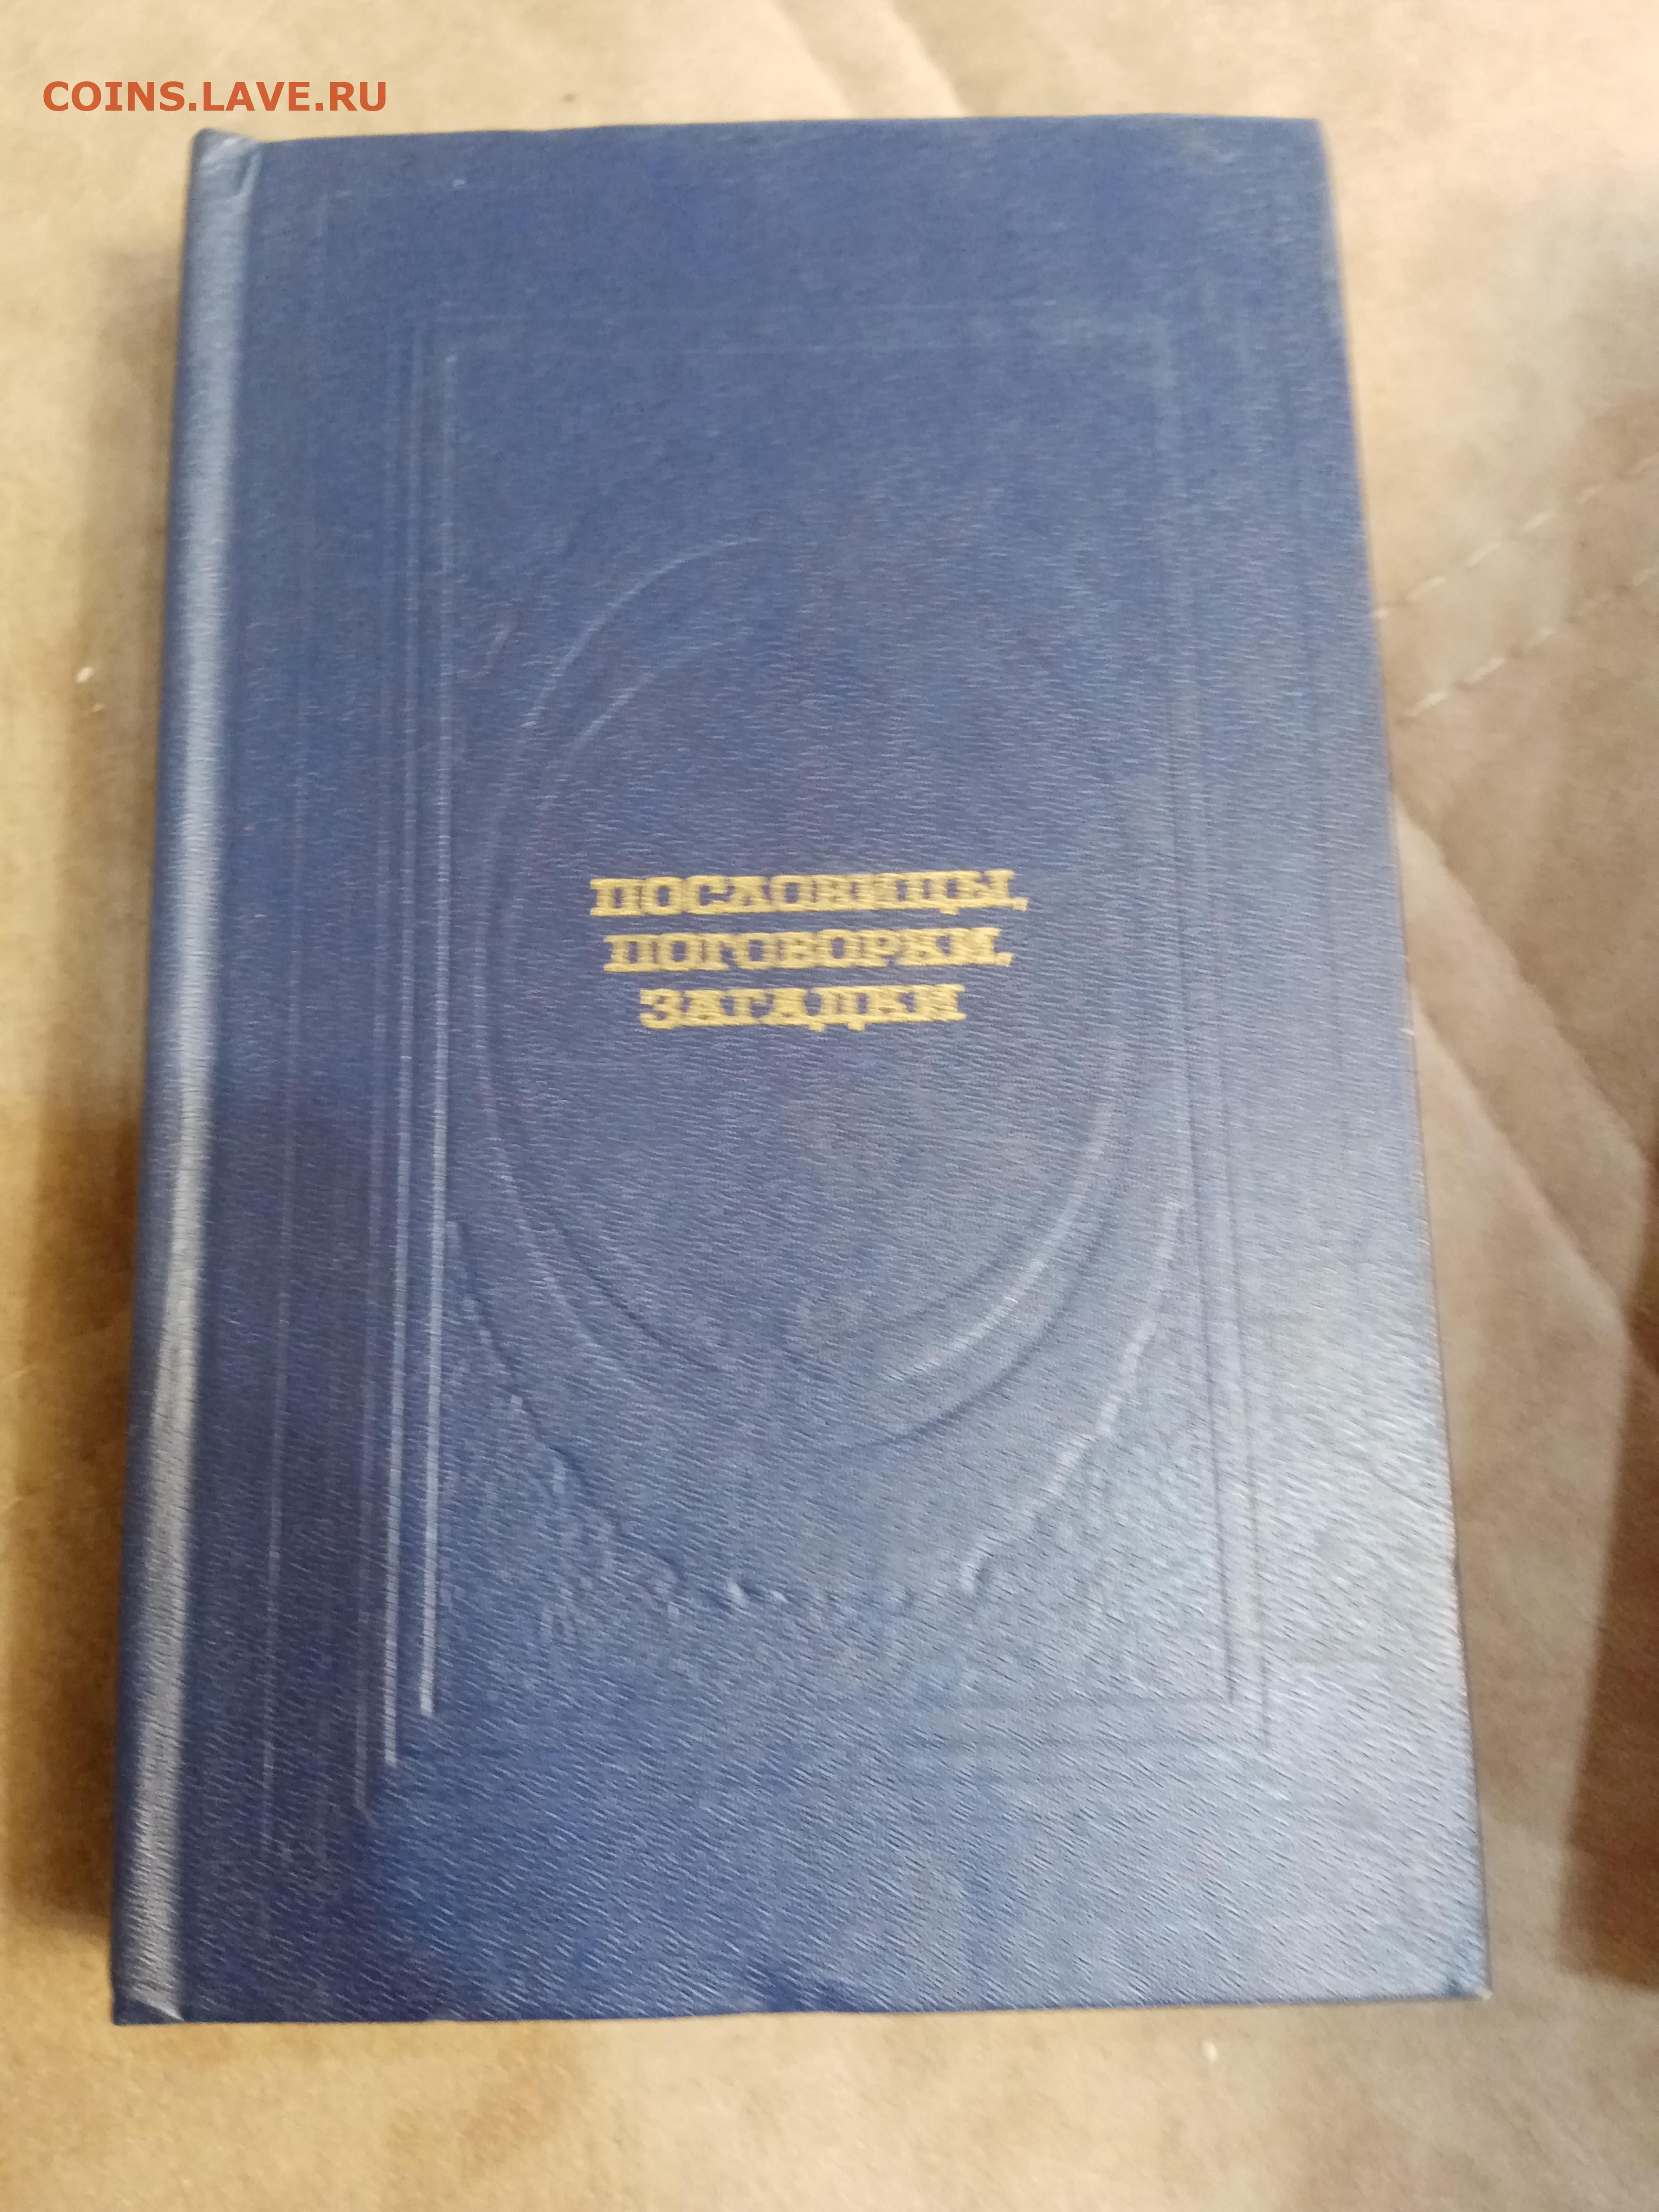 COINS.LAVE.RU
ПОСЛОВИЦЫ,
ПОГОВОРКИ,
ЗАГАДКИ